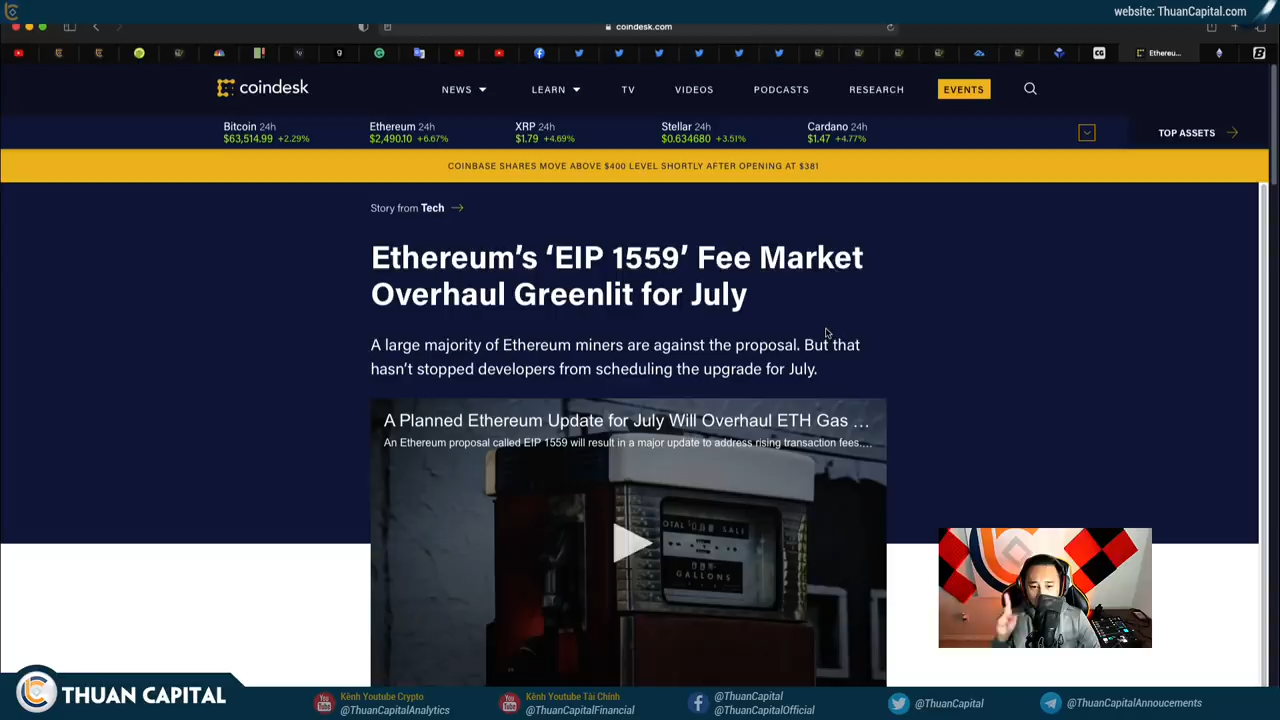 website: ThuanCapital.com
coindesk.com
Ethereu...
coindesk
NEWS
LEARN
TV
VIDEOS
PODCASTS
RESEARCH
EVENTS
Bitcoin 24h
$63,514.99 +2.29%
Ethereum 24h
$2,490.10 +6.67%
XRP 24h
$1.79 +4.69%
Stellar 24h
$0.634680 +3.51%
Cardano 24h
$1.47 +4.77%
TOP ASSETS
COINBASE SHARES MOVE ABOVE $400 LEVEL SHORTLY AFTER OPENING AT $381
Story from Tech
Ethereum’s ‘EIP 1559’ Fee Market
Overhaul Greenlit for July
A large majority of Ethereum miners are against the proposal. But that
hasn’t stopped developers from scheduling the upgrade for July.
A Planned Ethereum Update for July Will Overhaul ETH Gas ...
An Ethereum proposal called EIP 1559 will result in a major update to address rising transaction fees....
GALLONS
THUAN CAPITAL
Kênh Youtube Crypto
@ThuanCapitalAnalytics
Kênh Youtube Tài Chính
@ThuanCapitalFinancial
@ThuanCapital
@ThuanCapitalOfficial
@ThuanCapital
@ThuanCapitalAnnoucements